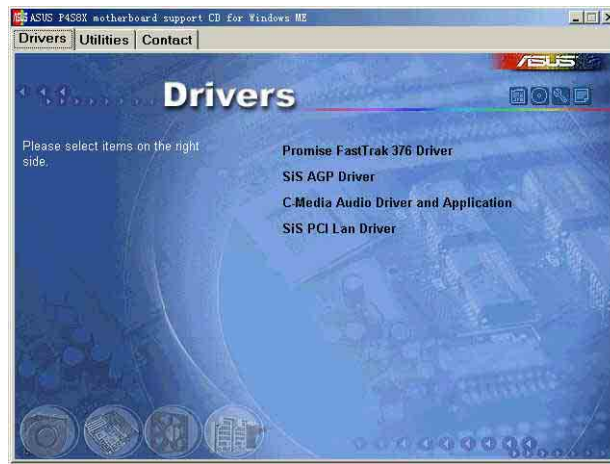 ASUS P4S8X motherboard support CD for Windows ME
Drivers Utilities Contact
ASUS
Drivers
Please select items on the right
side.
Promise FastTrak 376 Driver
SiS AGP Driver
C-Media Audio Driver and Application
SiS PCI Lan Driver